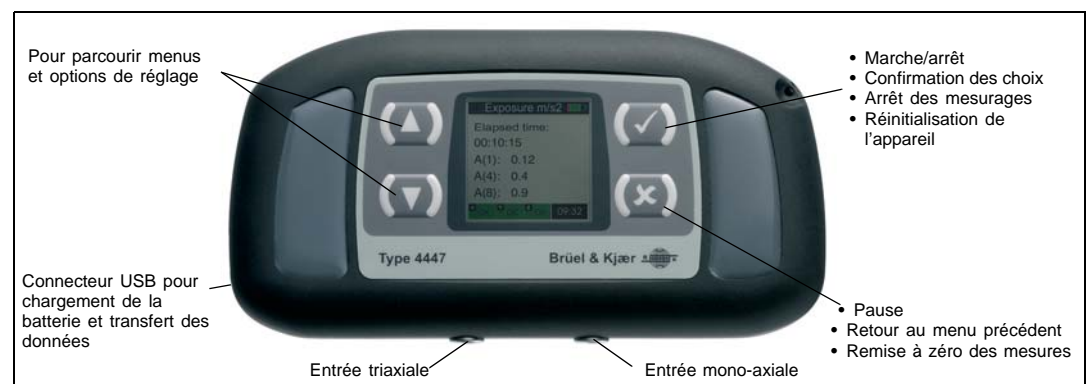 Pour parcourir menus
et options de réglage
• Marche/arrêt
• Confirmation des choix
• Arrêt des mesurages
• Réinitialisation de
l'appareil
Exposure m/s2
Elapsed time:
00:10:15
A(1): 0.12
A(4): 0.4
A(8): 0.9
09:32
Type 4447
Brüel & Kjær
Connecteur USB pour
chargement de la
batterie et transfert des
données
• Pause
• Retour au menu précédent
• Remise à zéro des mesures
Entrée triaxiale
Entrée mono-axiale